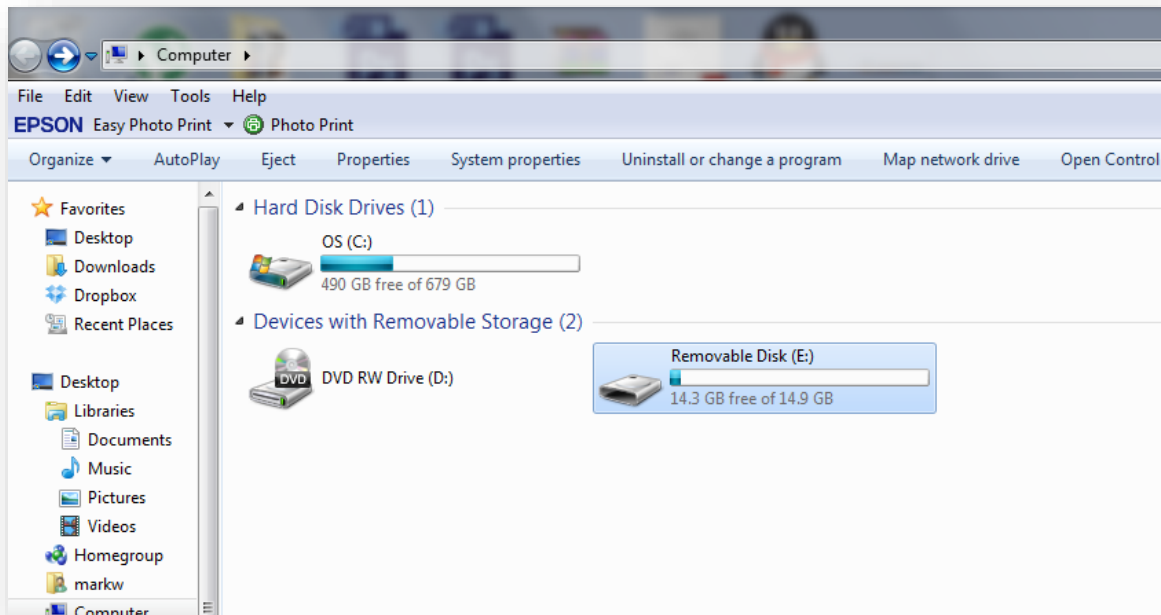 Computer
File Edit View Tools Help
EPSON Easy Photo Print Photo Print
Organize AutoPlay Eject Properties System properties Uninstall or change a program Map network drive Open Control
Favorites
Desktop
Downloads
Dropbox
Recent Places
Desktop
Libraries
Documents
Music
Pictures
Videos
Homegroup
markw
Computer
Hard Disk Drives (1)
OS (C:)
490 GB free of 679 GB
Devices with Removable Storage (2)
DVD
DVD RW Drive (D:)
Removable Disk (E:)
14.3 GB free of 14.9 GB